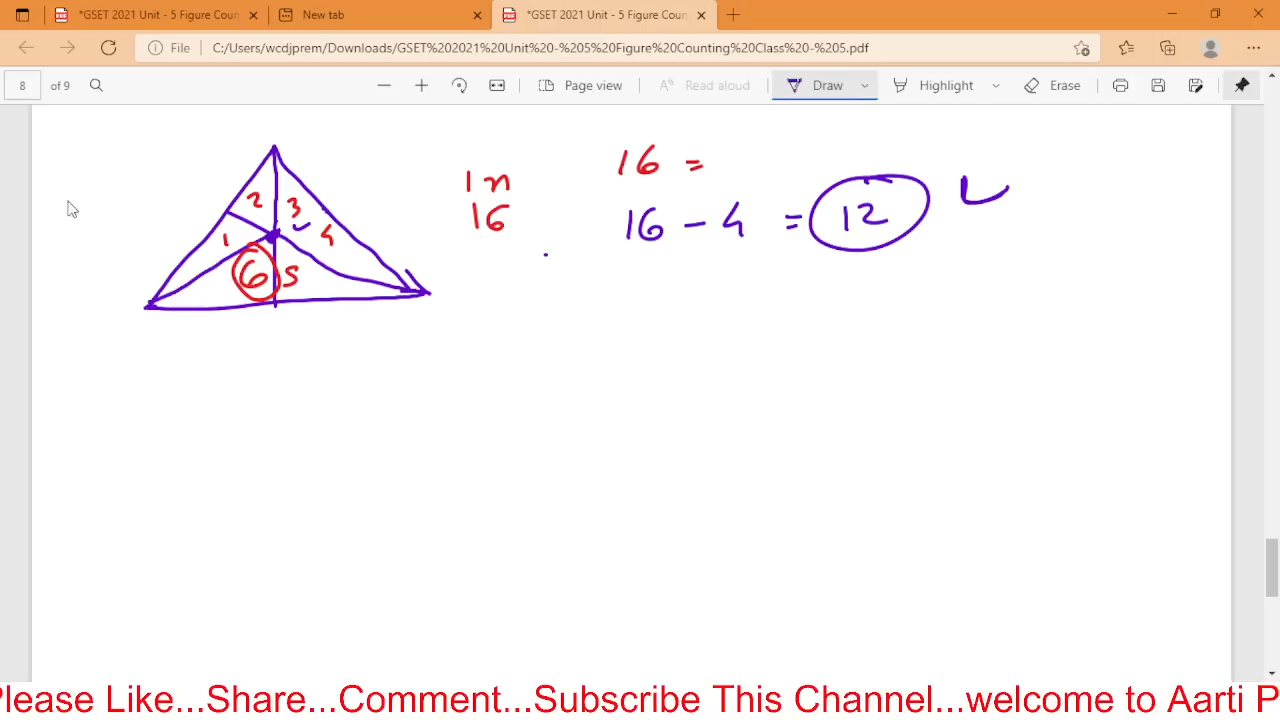 *GSET 2021 Unit - 5 Figure Coun
New tab
*GSET 2021 Unit - 5 Figure Coun
File C:/Users/wcdjprem/Downloads/GSET%202021%20Unit%20-%205%20Figure%20Counting%20Class%20-%205.pdf
8 of 9
Page view
Read aloud
Draw
Highlight
Erase
2 3
1 4
6 5
1n
16
16 =
16 - 4 = 12
Please Like...Share...Comment...Subscribe This Channel...welcome to Aarti P